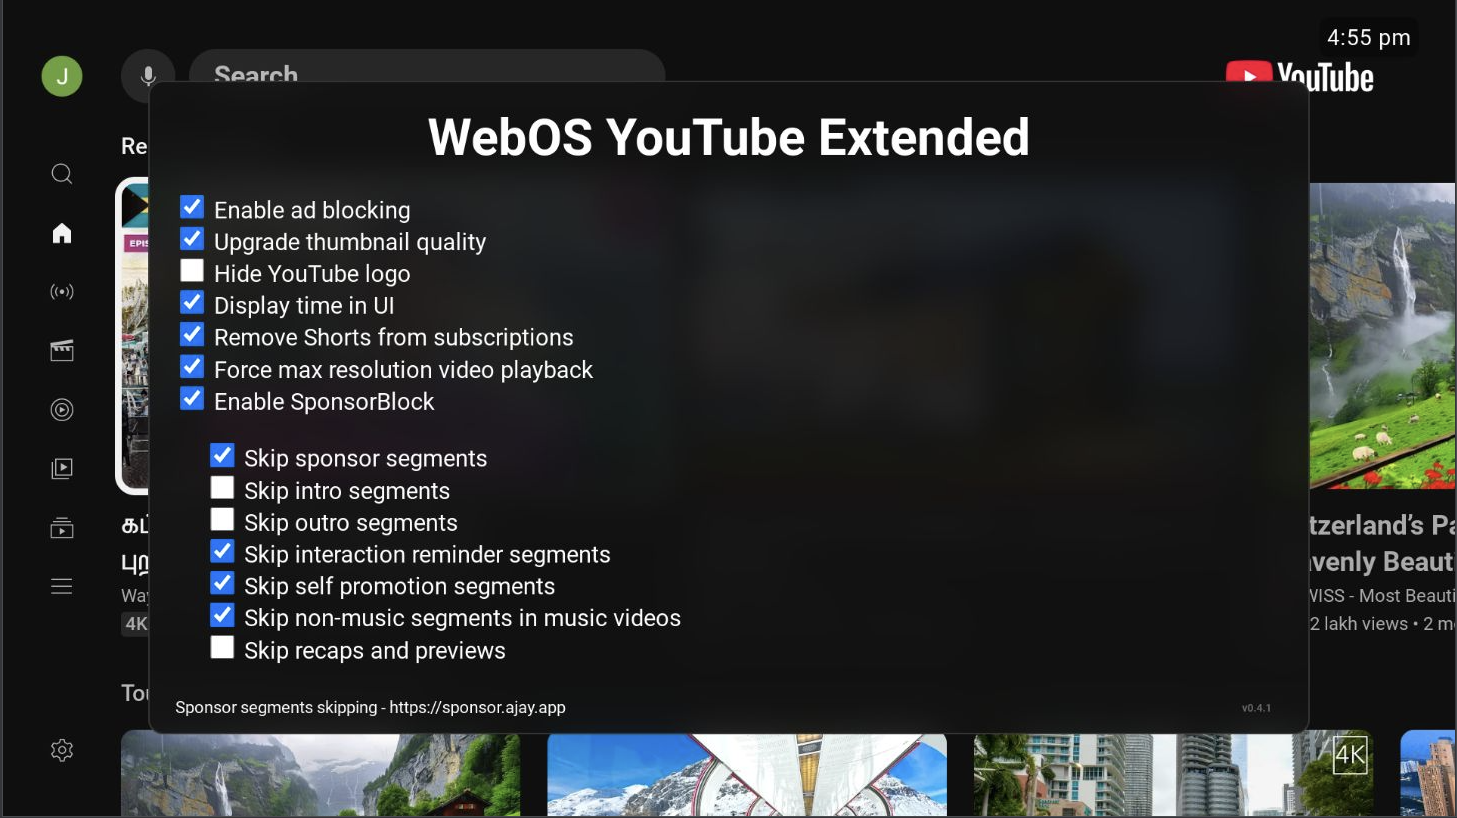 4:55 pm
J
Search
YouTube
WebOS YouTube Extended
Re
EPIS
Enable ad blocking
Upgrade thumbnail quality
Hide YouTube logo
Display time in UI
Remove Shorts from subscriptions
Force max resolution video playback
Enable SponsorBlock
Skip sponsor segments
Skip intro segments
Skip outro segments
Skip interaction reminder segments
Skip self promotion segments
Skip non-music segments in music videos
Skip recaps and previews
Sponsor segments skipping - https://sponsor.ajay.app
v0.4.1
Way
4K
tzerland's Pa
avenly Beaut
WISS - Most Beauti
2 lakh views • 2 m
Tou
4K